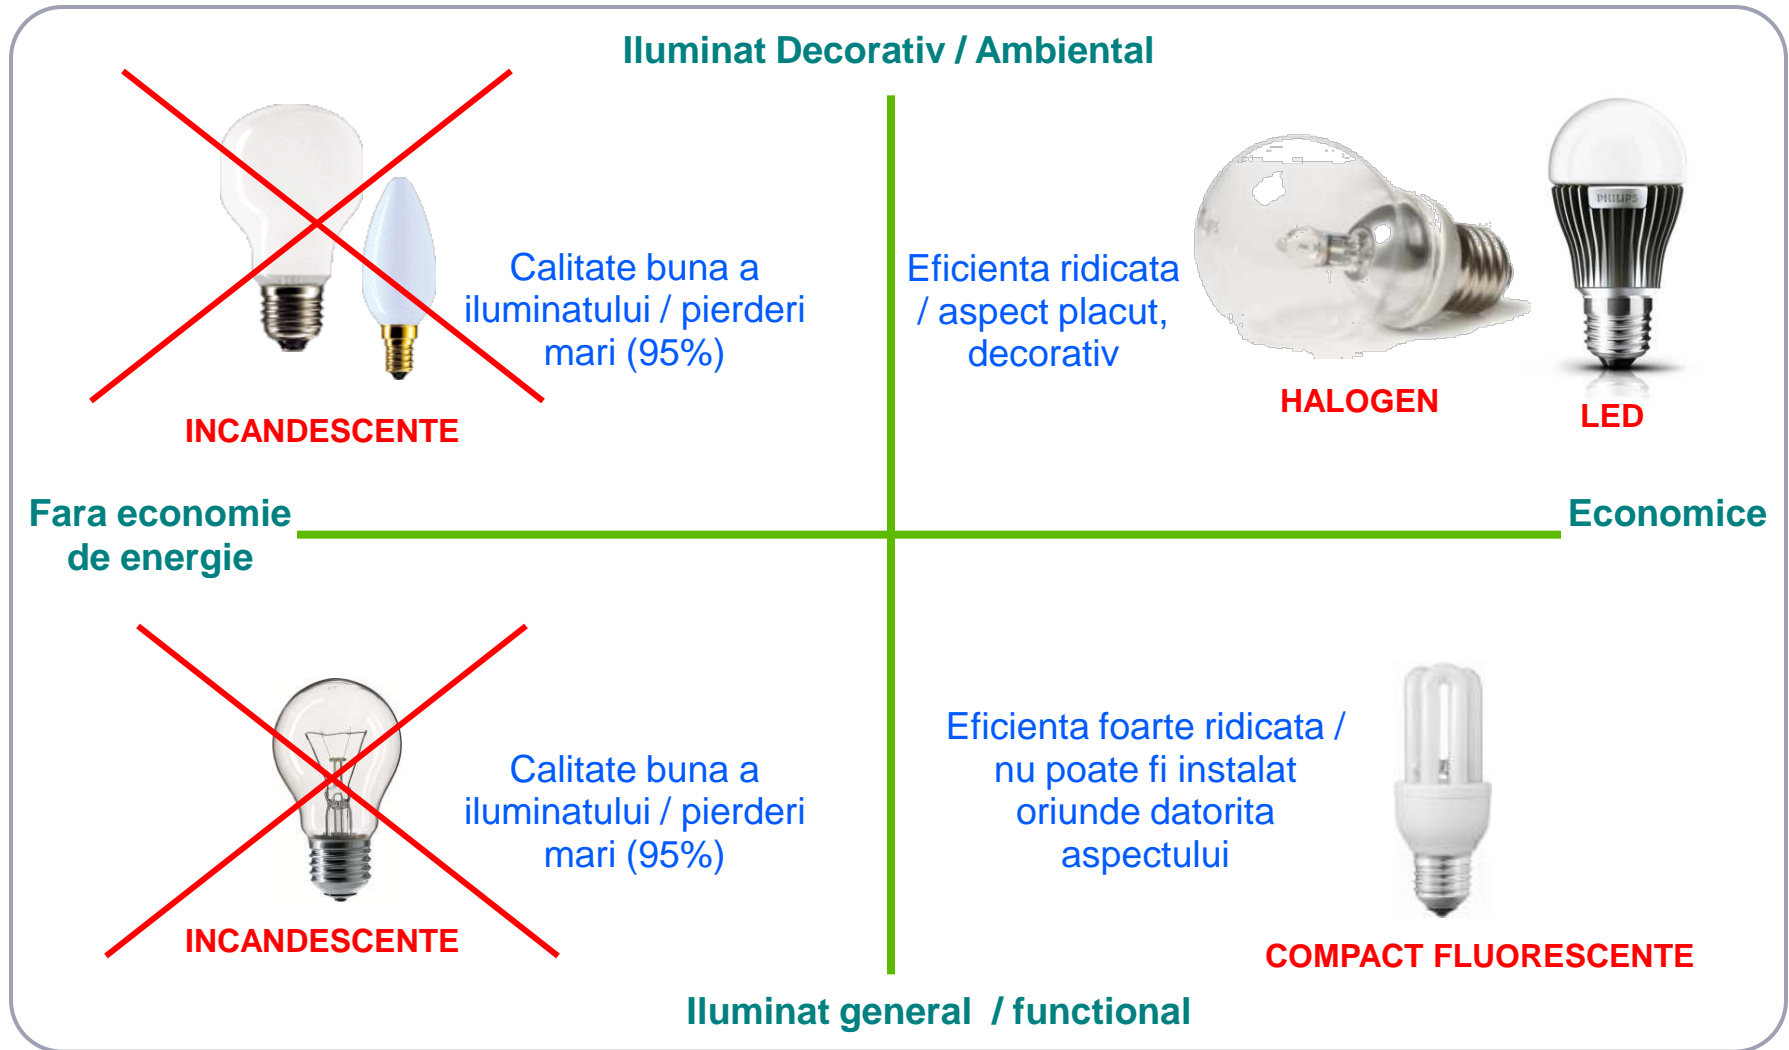 Iluminat Decorativ / Ambiental
PHILIPS
Calitate buna a
iluminatului / pierderi
mari (95%)
INCANDESCENTE
Eficienta ridicata
/ aspect placut,
decorativ
HALOGEN
LED
Fara economie
de energie
Economice
Calitate buna a
iluminatului / pierderi
mari (95%)
INCANDESCENTE
Eficienta foarte ridicata /
nu poate fi instalat
oriunde datorita
aspectului
COMPACT FLUORESCENTE
Iluminat general / functional